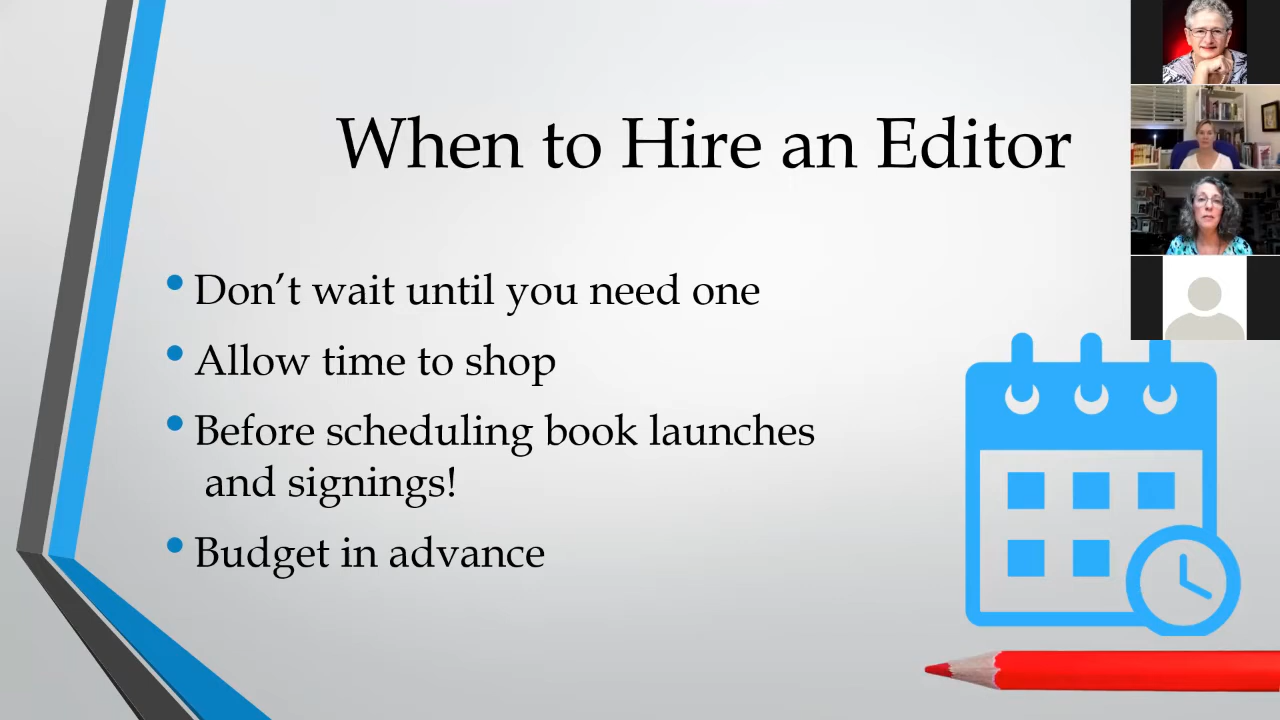 When to Hire an Editor
• Don’t wait until you need one
• Allow time to shop
• Before scheduling book launches
and signings!
• Budget in advance